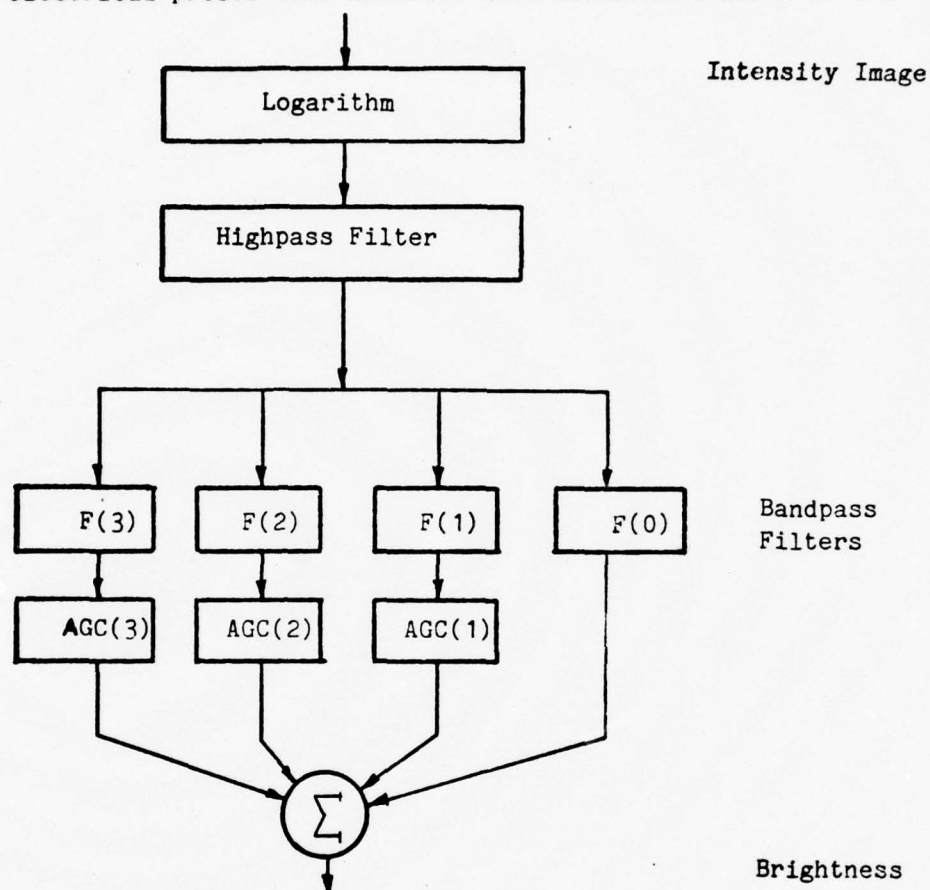 Intensity Image
Logarithm
Highpass Filter
F(3) F(2) F(1) F(0)
Bandpass
Filters
AGC(3) AGC(2) AGC(1)
Σ
Brightness